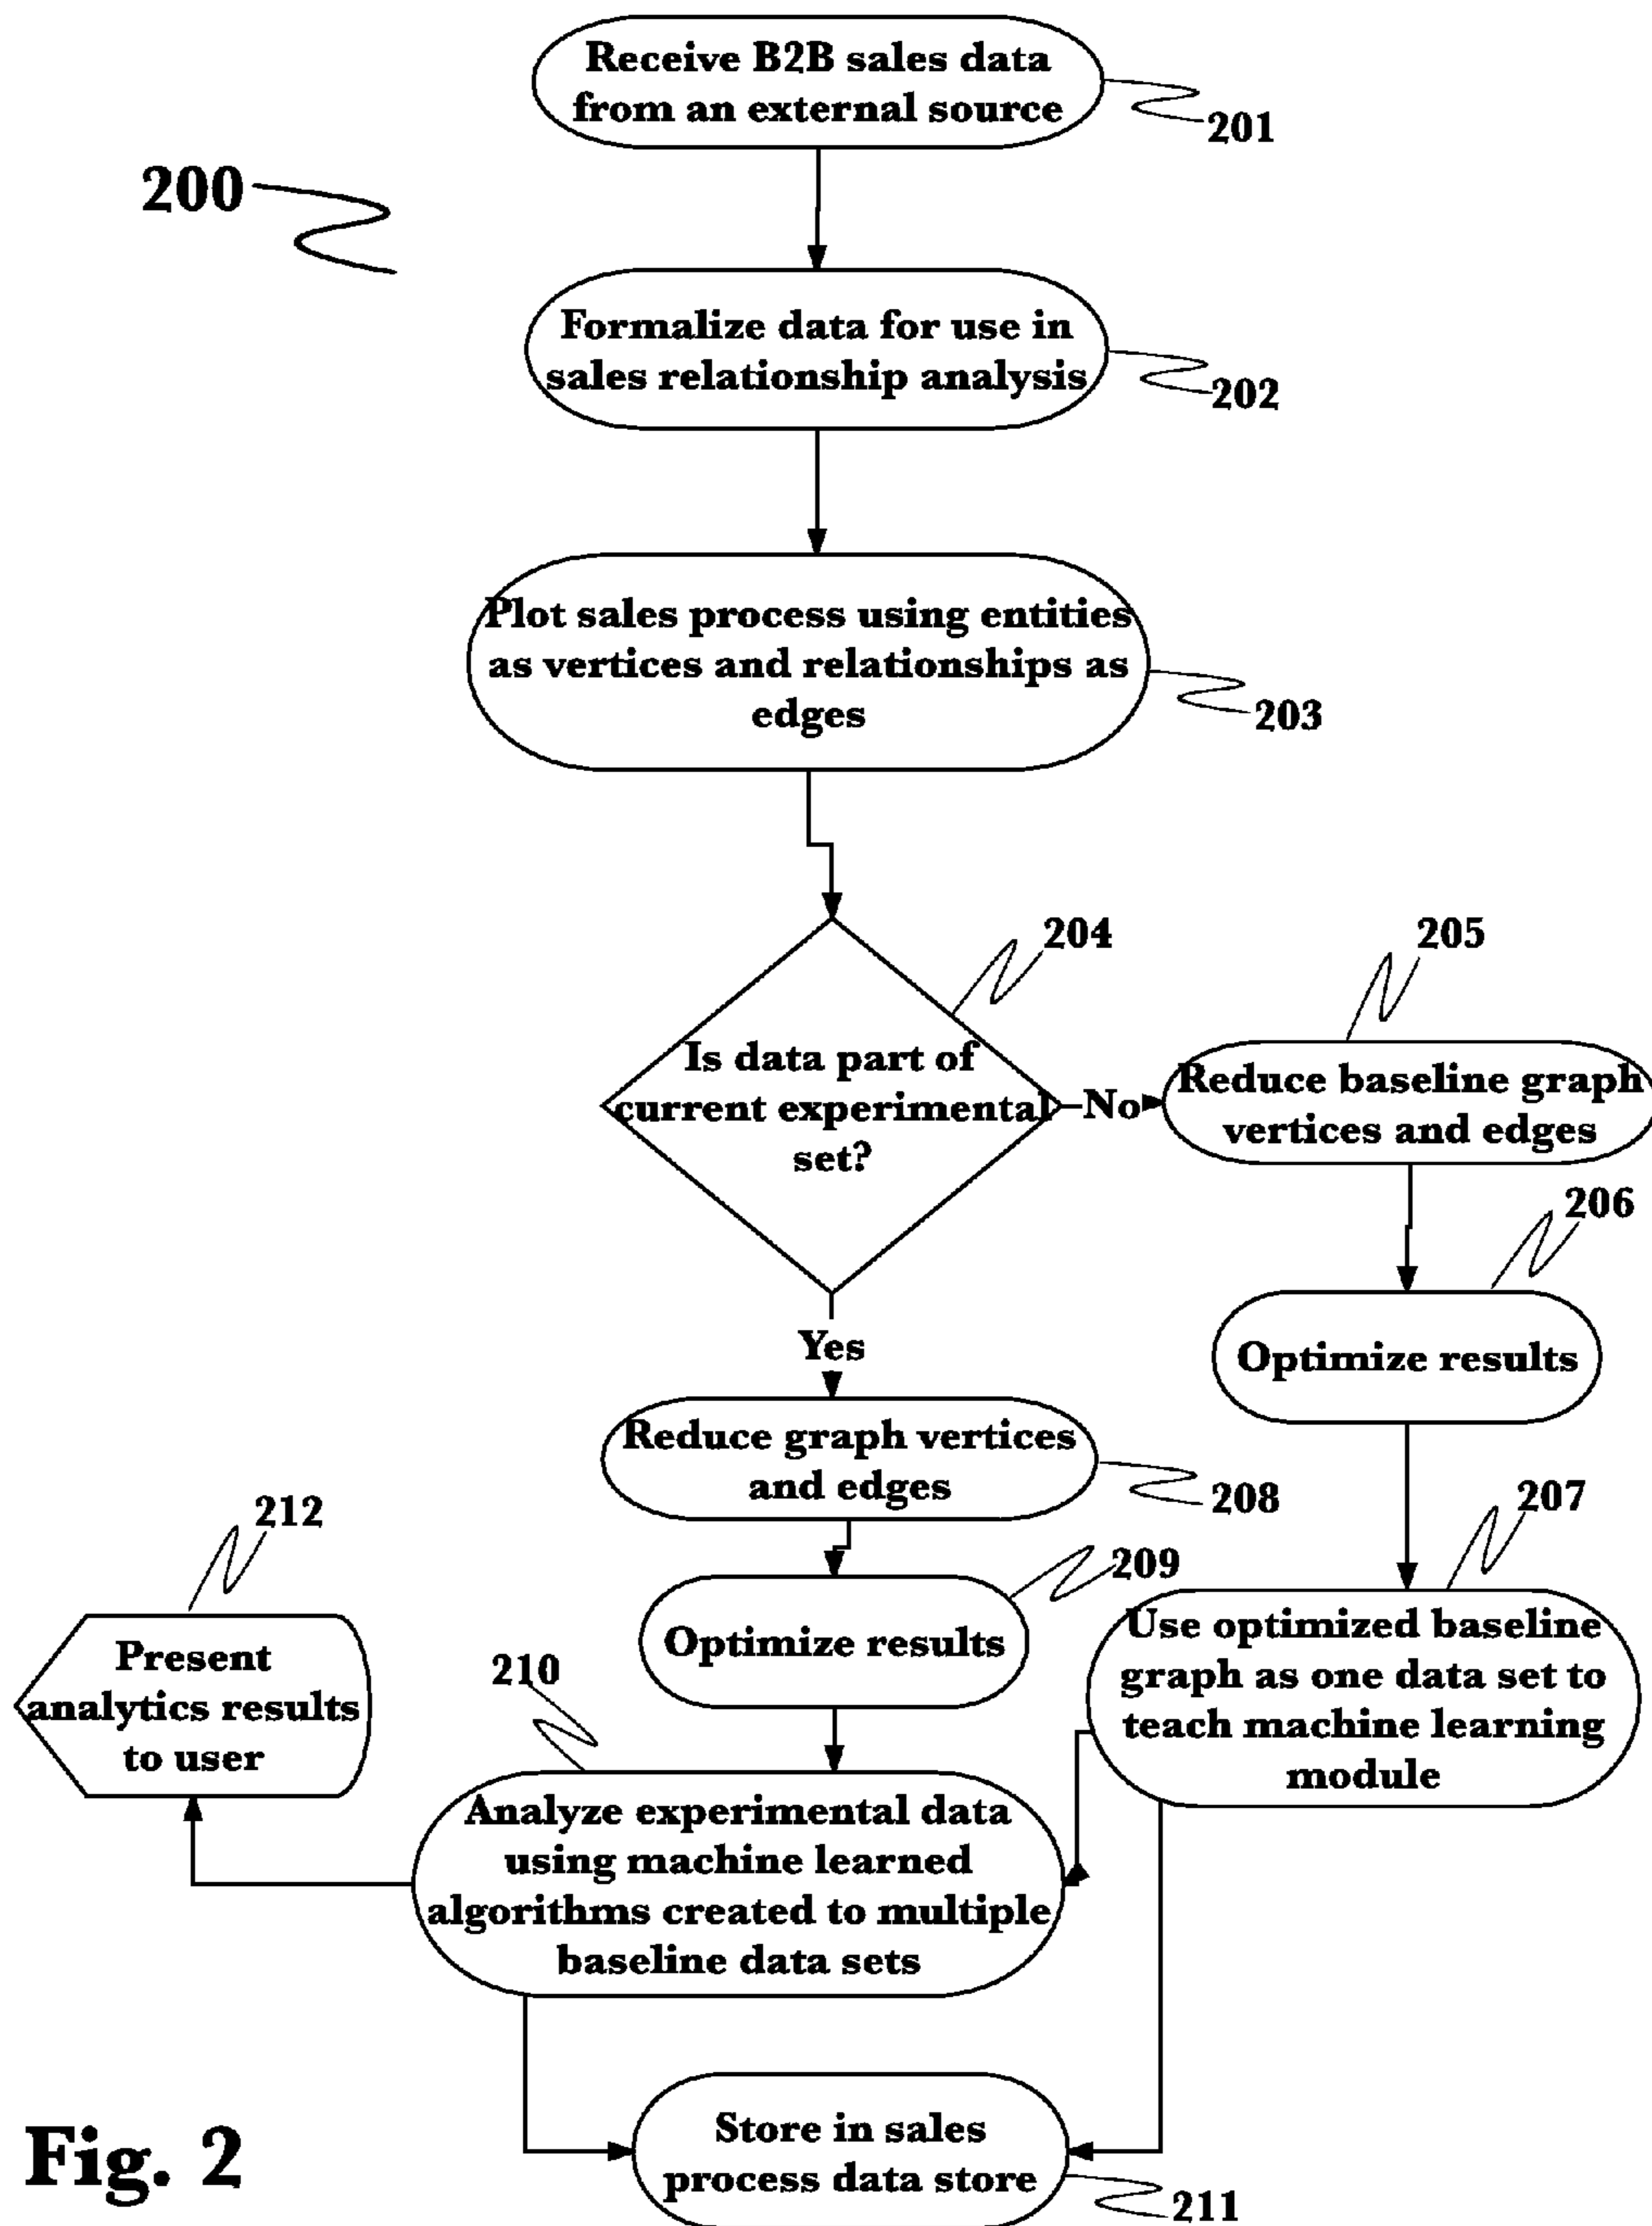 Receive B2B sales data
from an external source
201
200
Formalize data for use in
sales relationship analysis
202
Plot sales process using entities
as vertices and relationships as
edges
203
204
Is data part of
current experimental
set?
No
205
Reduce baseline graph
vertices and edges
206
Optimize results
Yes
Reduce graph vertices
and edges
208
207
Use optimized baseline
graph as one data set to
teach machine learning
module
209
Optimize results
212
Present
analytics results
to user
210
Analyze experimental data
using machine learned
algorithms created to multiple
baseline data sets
Store in sales
process data store
211
Fig. 2